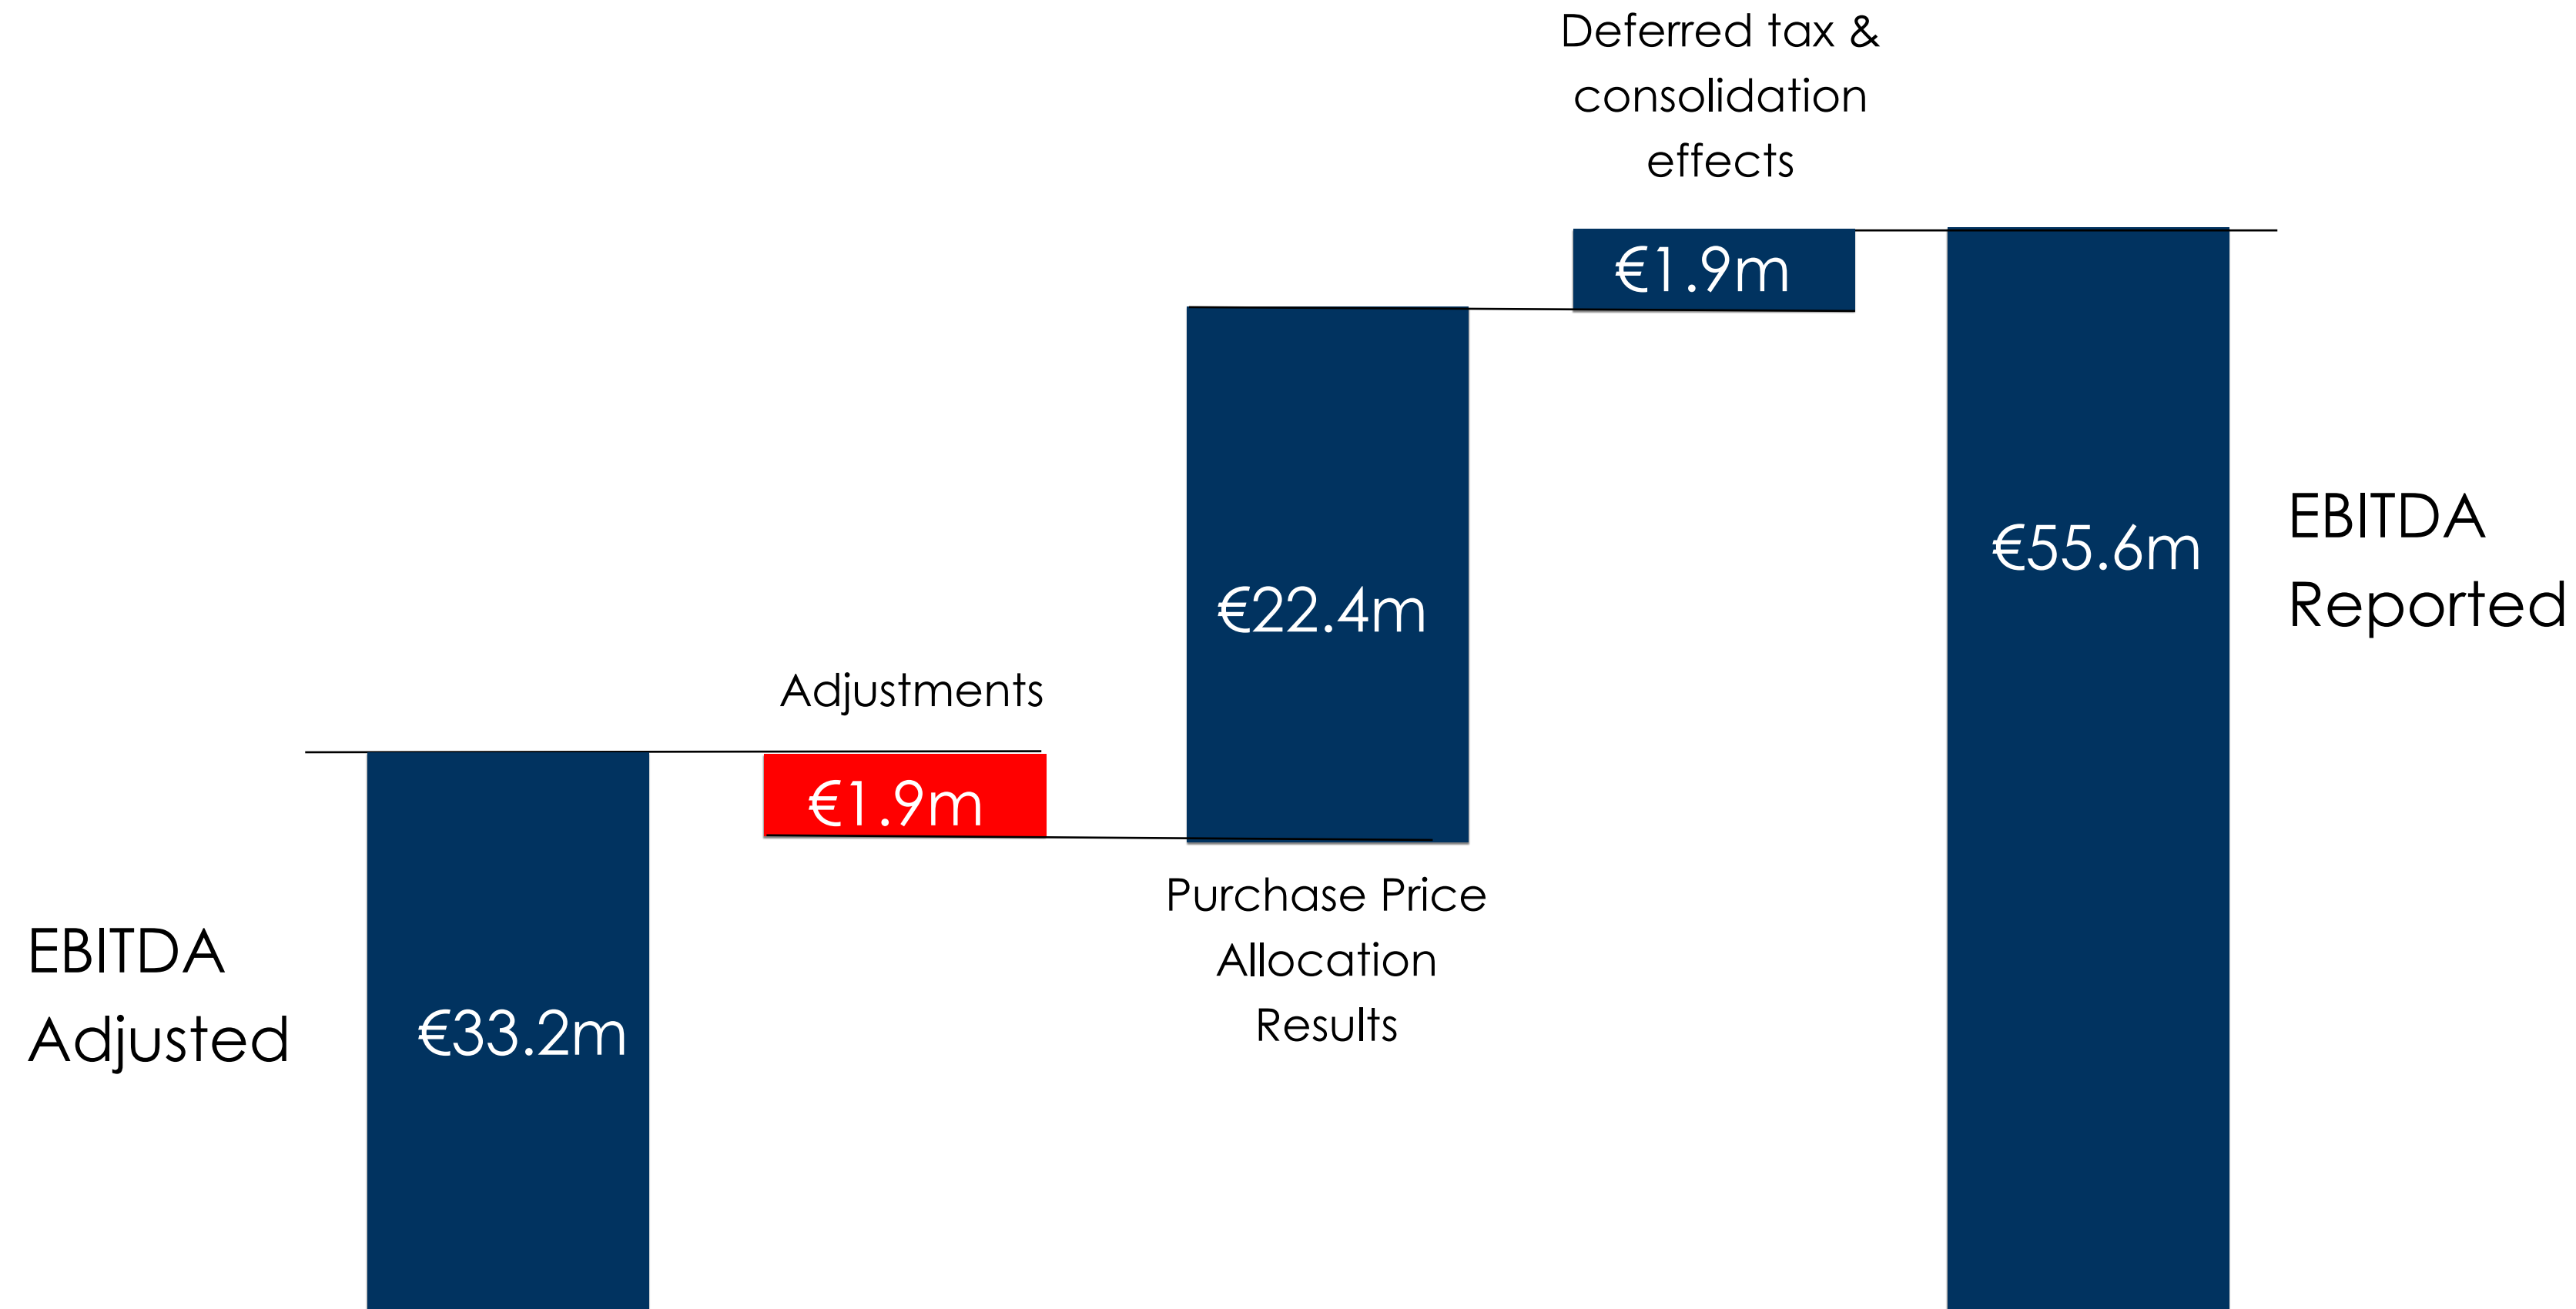 EBITDA
Adjusted
€33.2m
Adjustments
€1.9m
€22.4m
Purchase Price
Allocation
Results
Deferred tax &
consolidation
effects
€1.9m
€55.6m
EBITDA
Reported